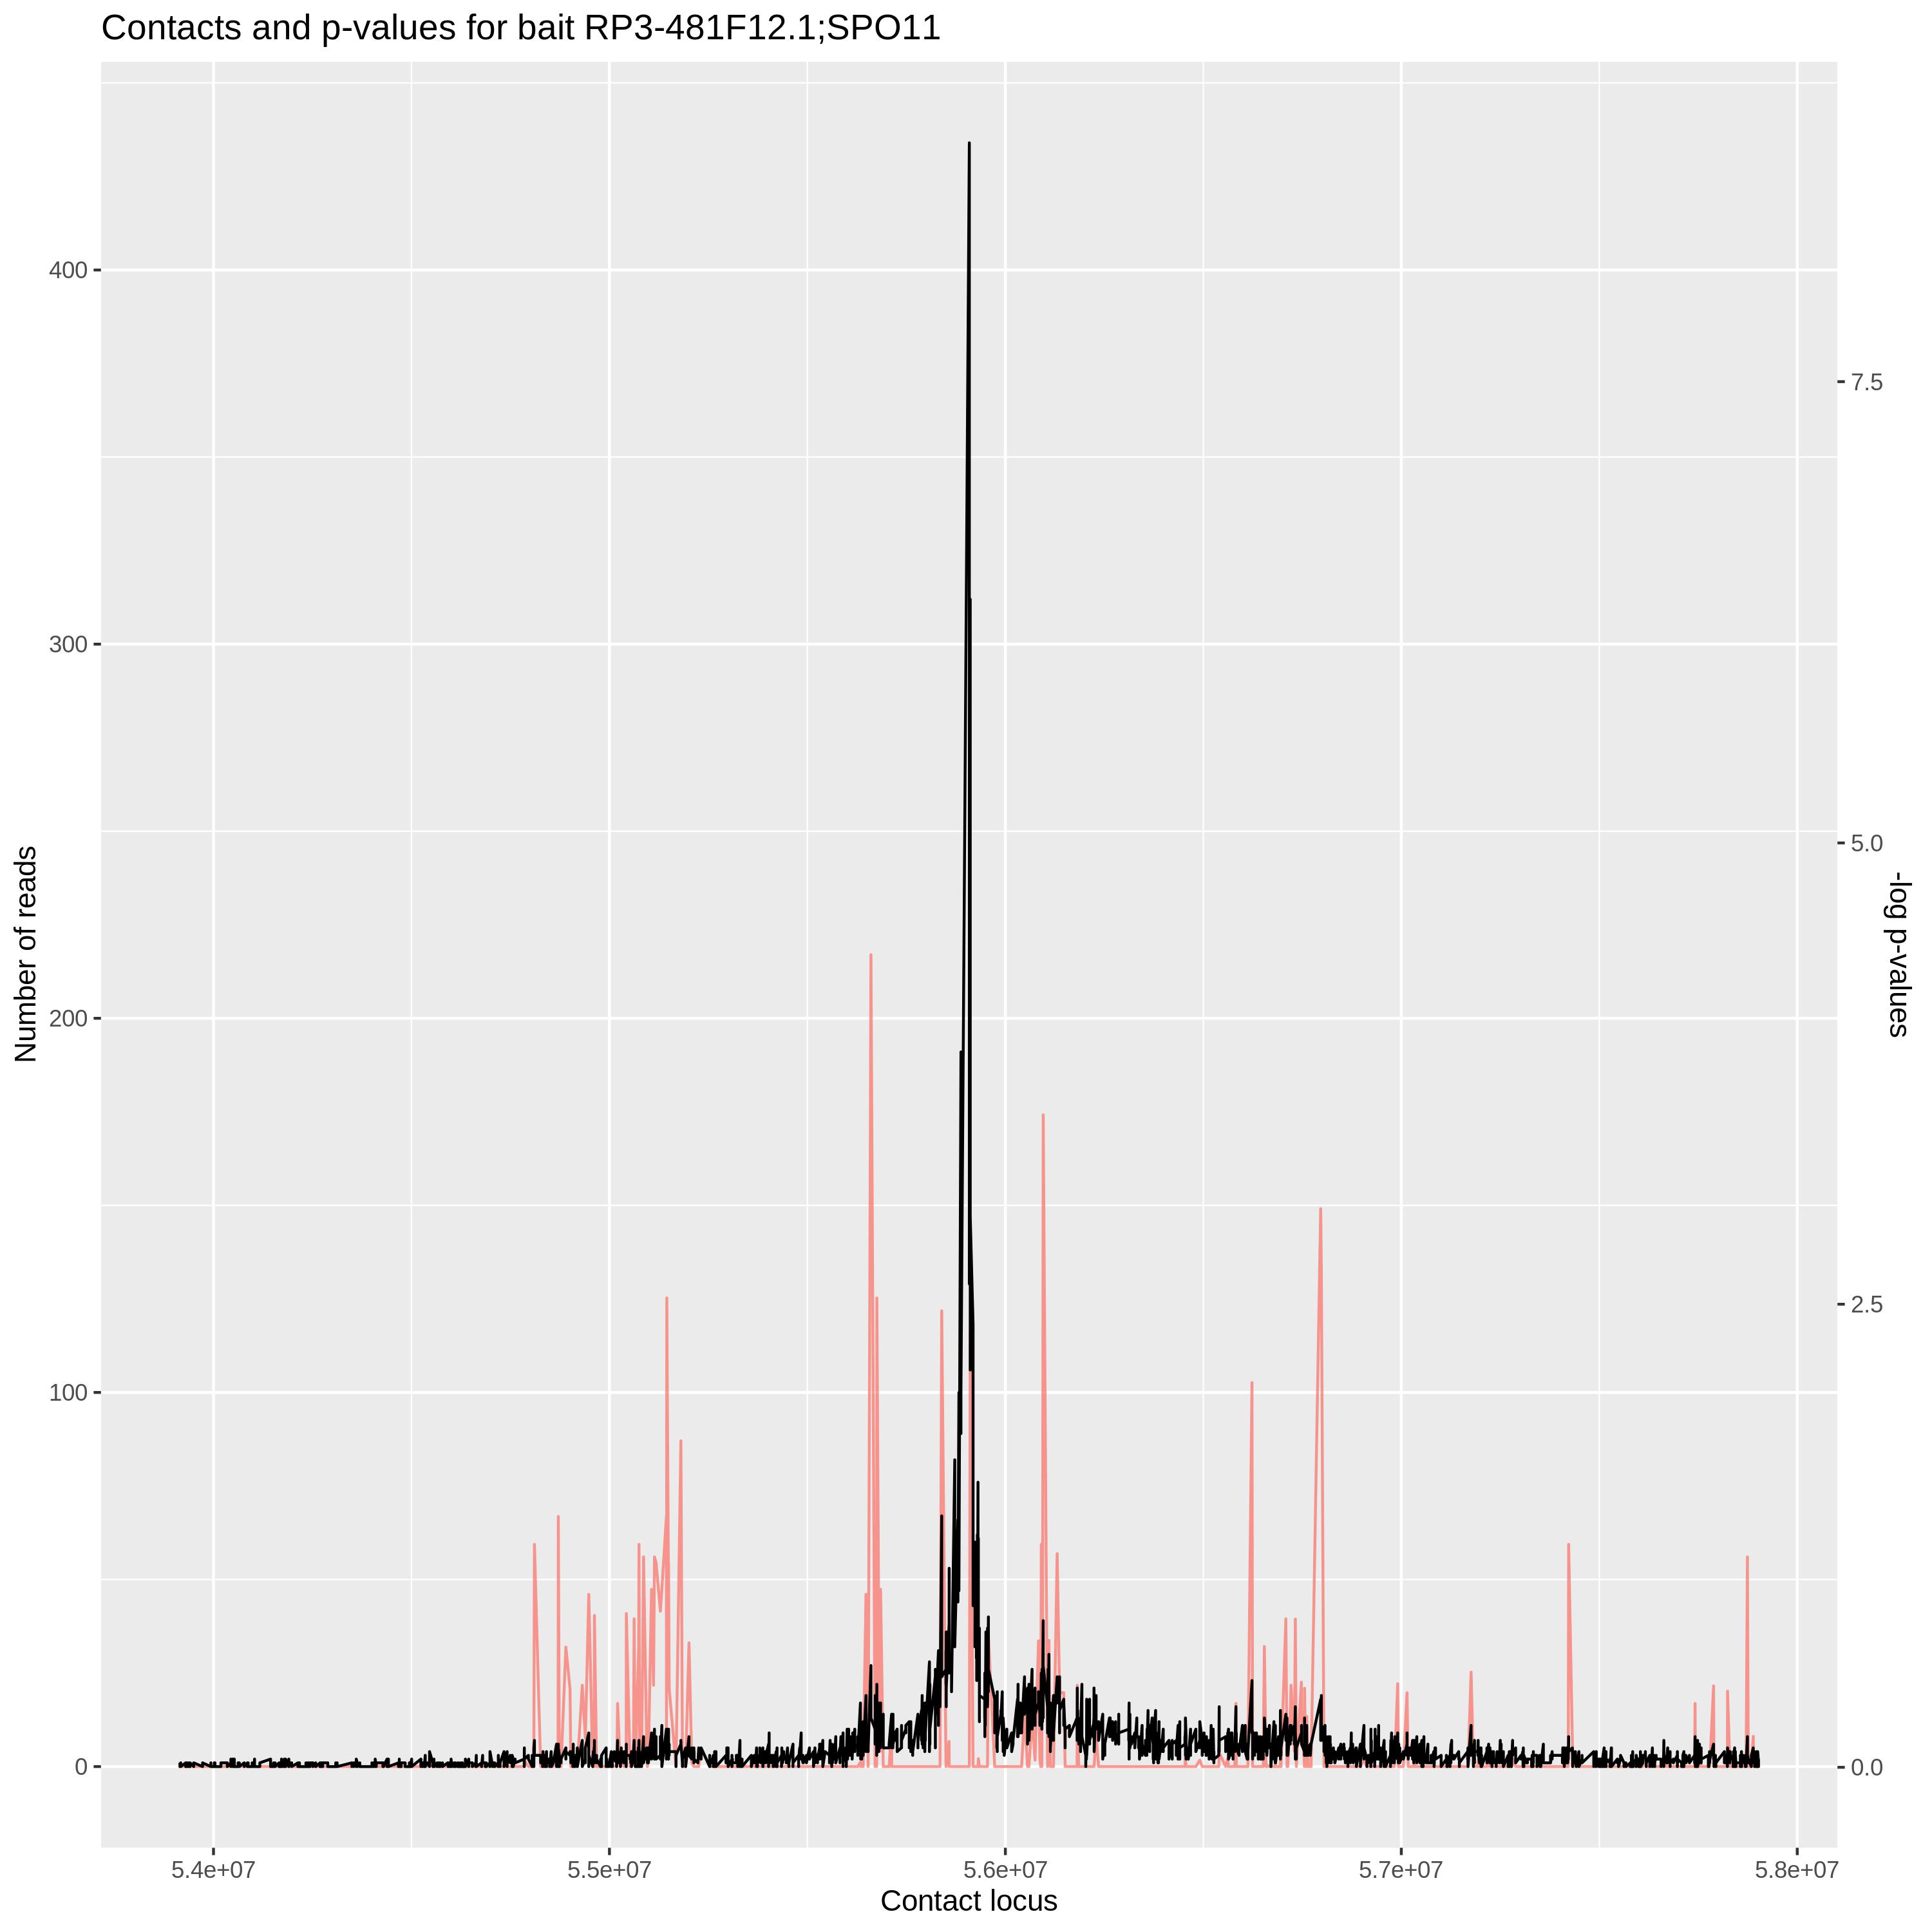 Contacts and p-values for bait RP3-481F12.1;SPO11
400
300
200
100
0
Number of reads
7.5
5.0
2.5
0.0
-log p-values
5.4e+07 5.5e+07 5.6e+07 5.7e+07 5.8e+07
Contact locus